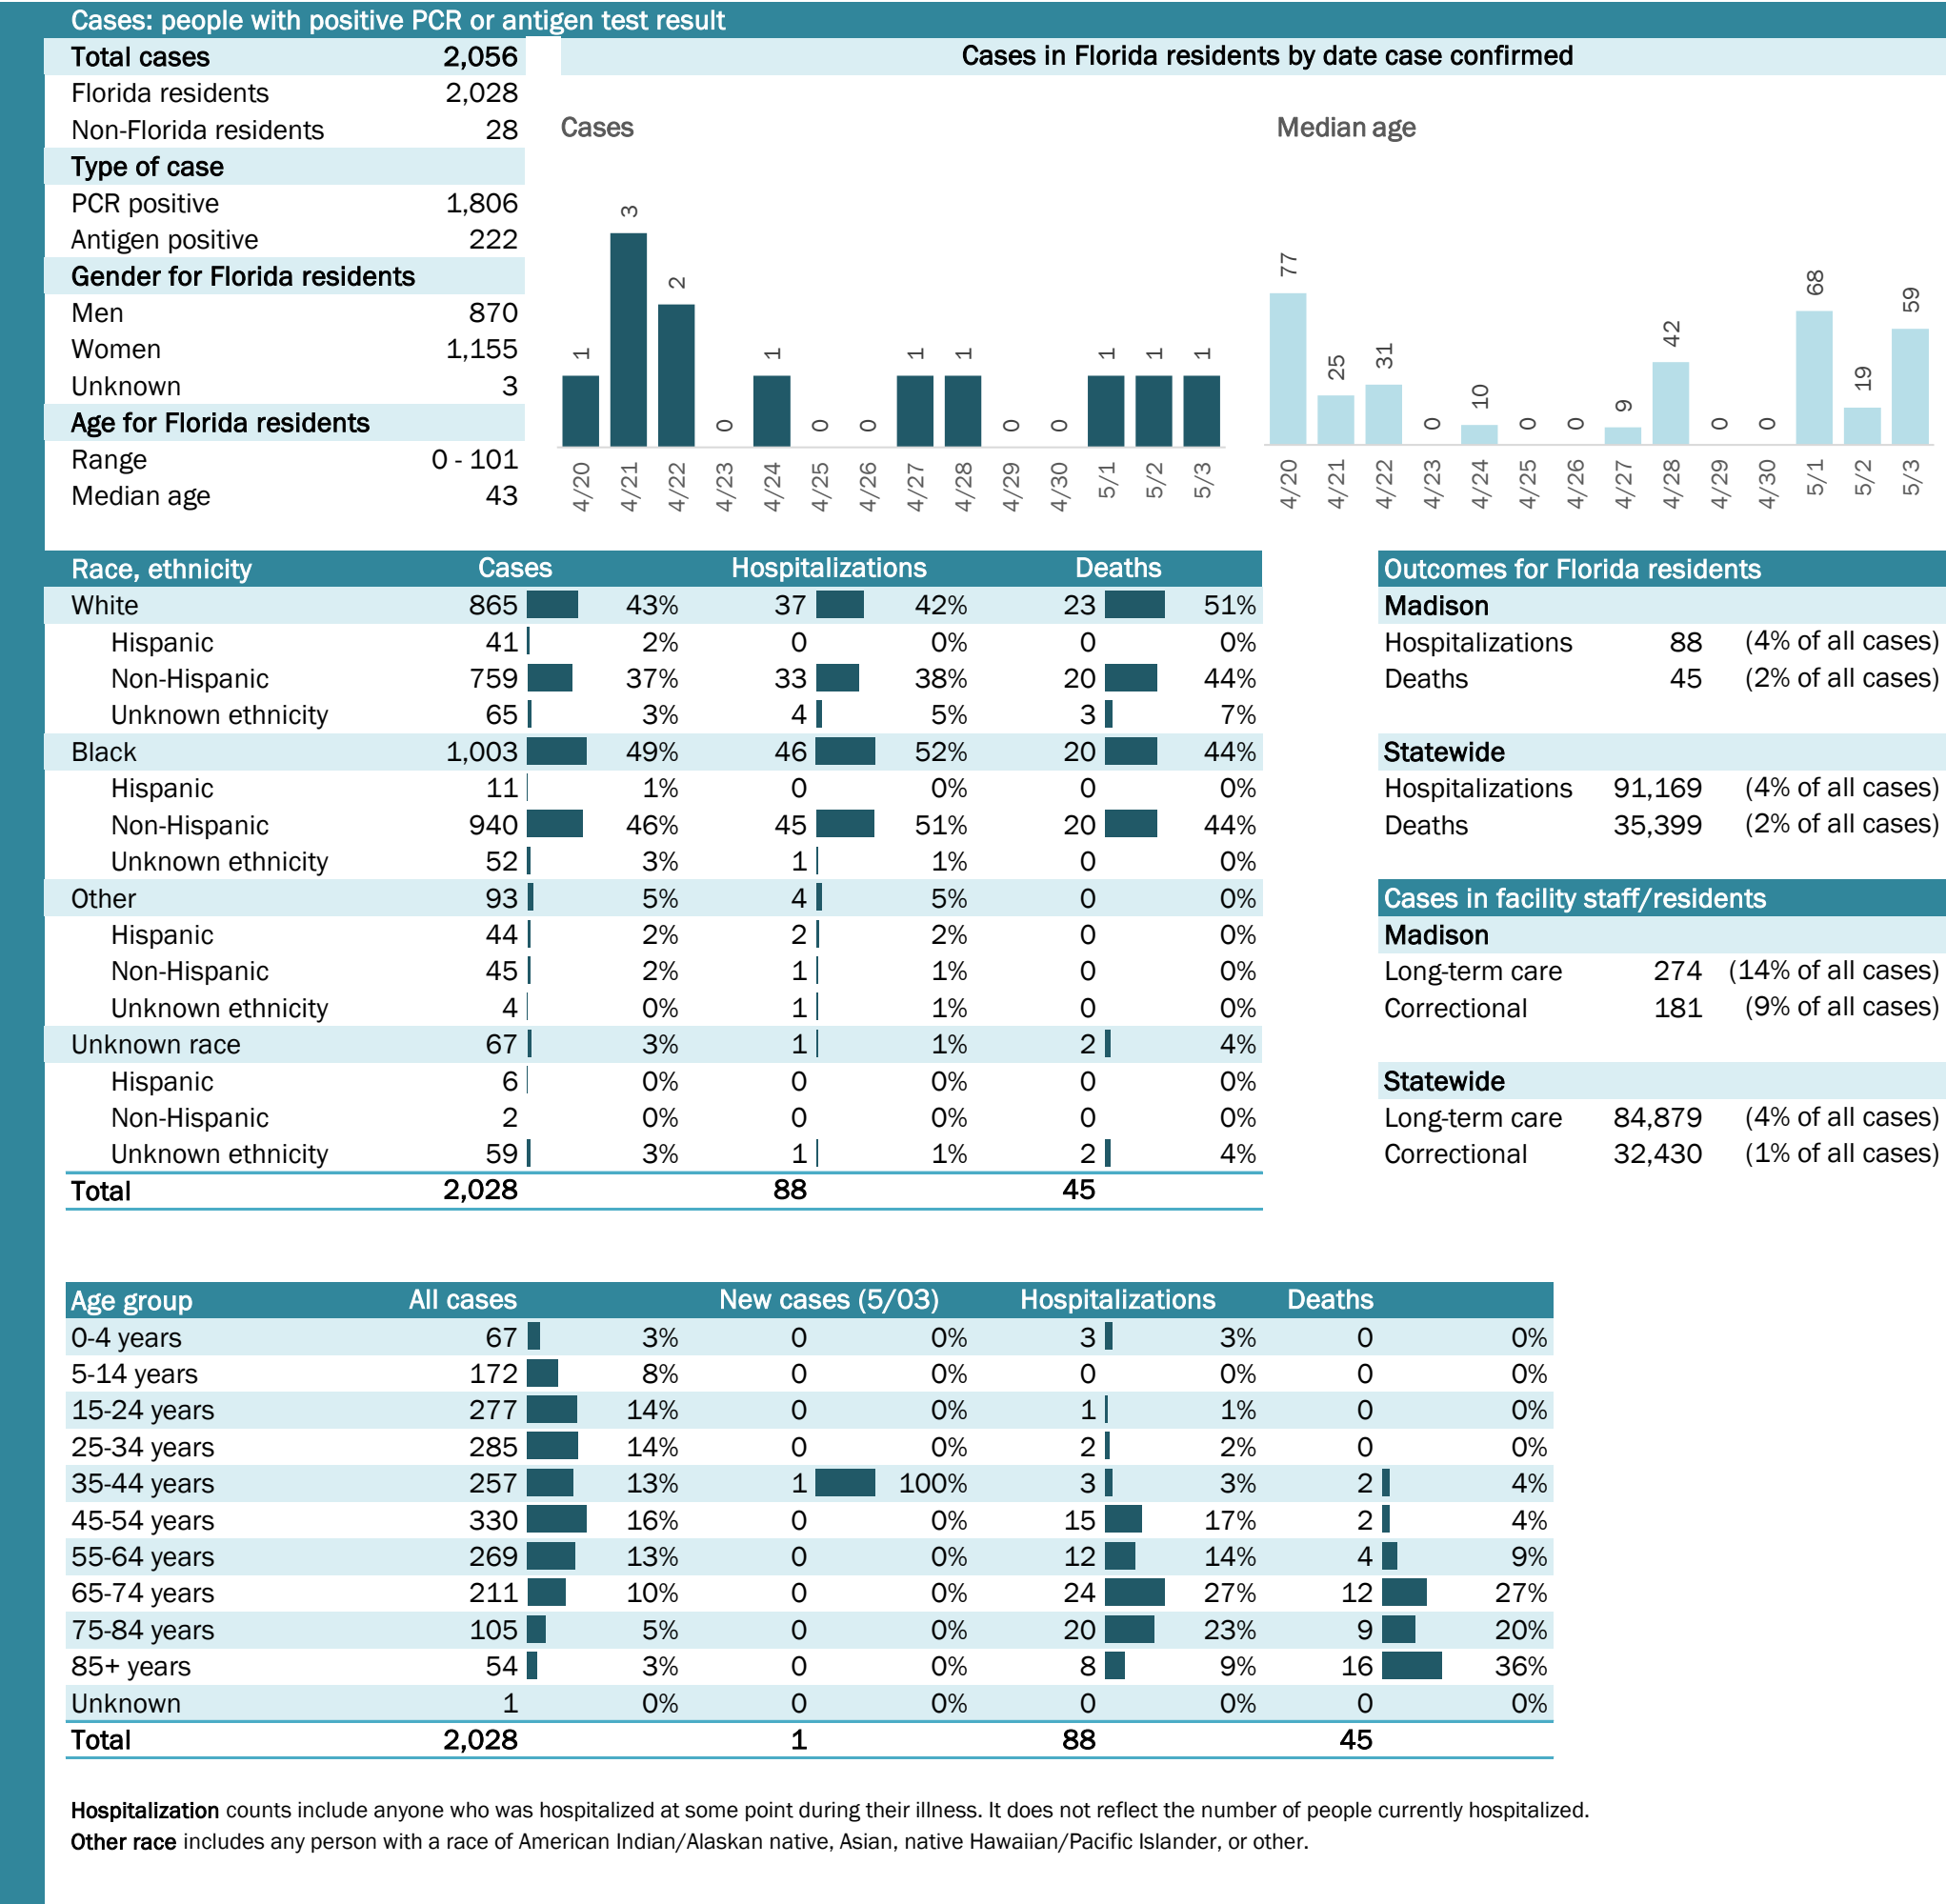 Cases: people with positive PCR or antigen test result
Total cases 2,056
Florida residents 2,028
Non-Florida residents 28
Type of case
PCR positive 1,806
Antigen positive 222
Gender for Florida residents
Men 870
Women 1,155
Unknown 3
Age for Florida residents
Range 0 - 101
Median age 43
Cases in Florida residents by date case confirmed
Cases
1 3 2 0 1 0 0 1 1 0 0 1 1 1
4/20 4/21 4/22 4/23 4/24 4/25 4/26 4/27 4/28 4/29 4/30 5/1 5/2 5/3
Median age
77 25 31 0 10 0 0 9 42 0 0 68 19 59
4/20 4/21 4/22 4/23 4/24 4/25 4/26 4/27 4/28 4/29 4/30 5/1 5/2 5/3
Race, ethnicity Cases Hospitalizations Deaths
White 865 43% 37 42% 23 51%
Hispanic 41 2% 0 0% 0 0%
Non-Hispanic 759 37% 33 38% 20 44%
Unknown ethnicity 65 3% 4 5% 3 7%
Black 1,003 49% 46 52% 20 44%
Hispanic 11 1% 0 0% 0 0%
Non-Hispanic 940 46% 45 51% 20 44%
Unknown ethnicity 52 3% 1 1% 0 0%
Other 93 5% 4 5% 0 0%
Hispanic 44 2% 2 2% 0 0%
Non-Hispanic 45 2% 1 1% 0 0%
Unknown ethnicity 4 0% 1 1% 0 0%
Unknown race 67 3% 1 1% 2 4%
Hispanic 6 0% 0 0% 0 0%
Non-Hispanic 2 0% 0 0% 0 0%
Unknown ethnicity 59 3% 1 1% 2 4%
Total 2,028 88 45
Outcomes for Florida residents
Madison
Hospitalizations 88 (4% of all cases)
Deaths 45 (2% of all cases)
Statewide
Hospitalizations 91,169 (4% of all cases)
Deaths 35,399 (2% of all cases)
Cases in facility staff/residents
Madison
Long-term care 274 (14% of all cases)
Correctional 181 (9% of all cases)
Statewide
Long-term care 84,879 (4% of all cases)
Correctional 32,430 (1% of all cases)
Age group All cases New cases (5/03) Hospitalizations Deaths
0-4 years 67 3% 0 0% 3 3% 0 0%
5-14 years 172 8% 0 0% 0 0% 0 0%
15-24 years 277 14% 0 0% 1 1% 0 0%
25-34 years 285 14% 0 0% 2 2% 0 0%
35-44 years 257 13% 1 100% 3 3% 2 4%
45-54 years 330 16% 0 0% 15 17% 2 4%
55-64 years 269 13% 0 0% 12 14% 4 9%
65-74 years 211 10% 0 0% 24 27% 12 27%
75-84 years 105 5% 0 0% 20 23% 9 20%
85+ years 54 3% 0 0% 8 9% 16 36%
Unknown 1 0% 0 0% 0 0% 0 0%
Total 2,028 1 88 45
Hospitalization counts include anyone who was hospitalized at some point during their illness. It does not reflect the number of people currently hospitalized.
Other race includes any person with a race of American Indian/Alaskan native, Asian, native Hawaiian/Pacific Islander, or other.